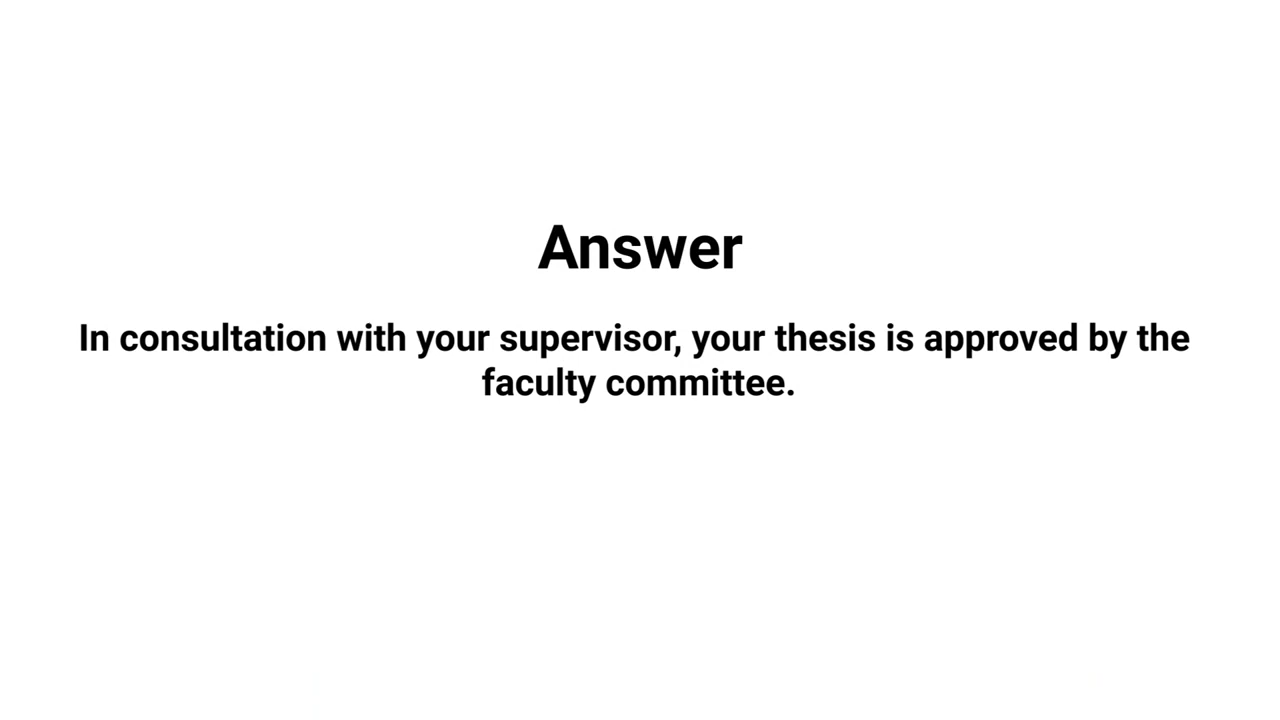 Answer
In consultation with your supervisor, your thesis is approved by the
faculty committee.